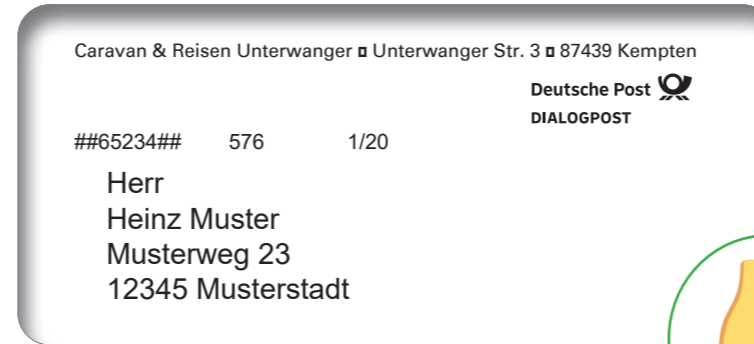 Caravan & Reisen Unterwanger ◘ Unterwanger Str. 3 ◘ 87439 Kempten
Deutsche Post
DIALOGPOST
##65234## 576 1/20
Herr
Heinz Muster
Musterweg 23
12345 Musterstadt